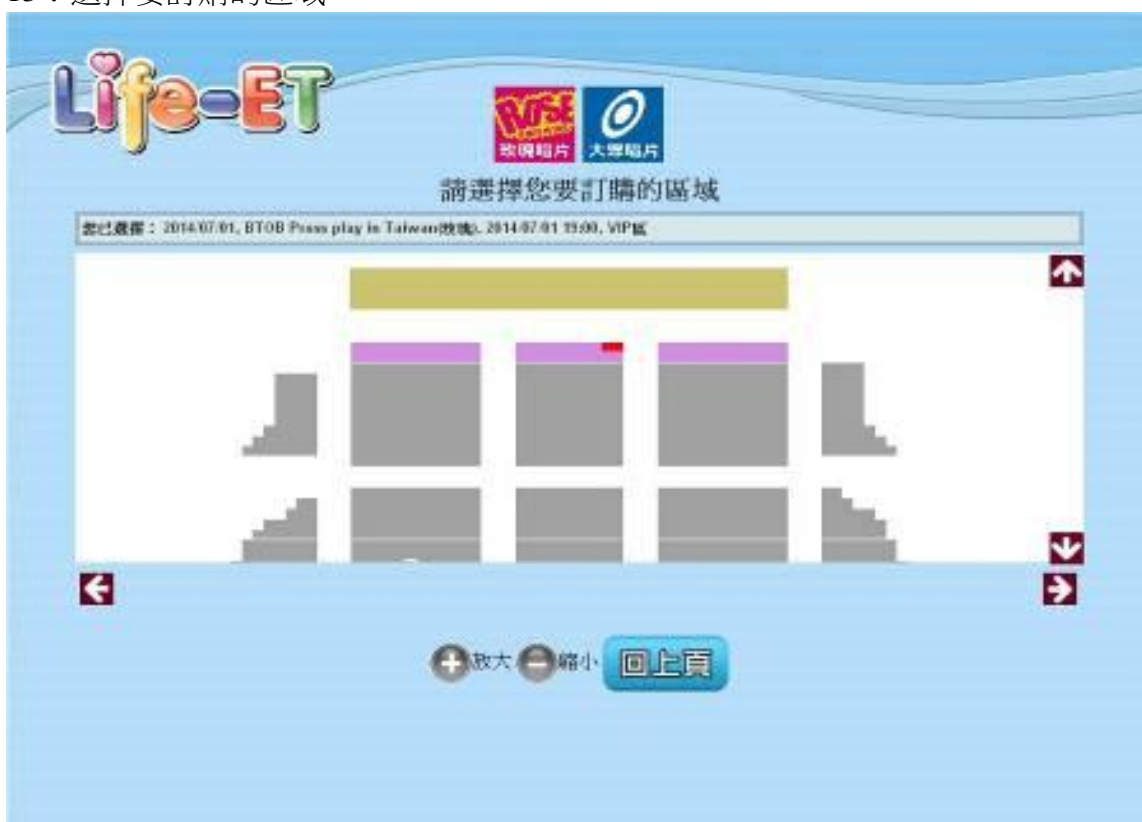 Life-ET
ROSE
玫瑰唱片 大眾唱片
請選擇您要訂購的區域
您已選擇： 2014/07/01, BTOB Press play in Taiwan(玫瑰), 2014-07-01 19:00, VIP區
放大 縮小 回上頁